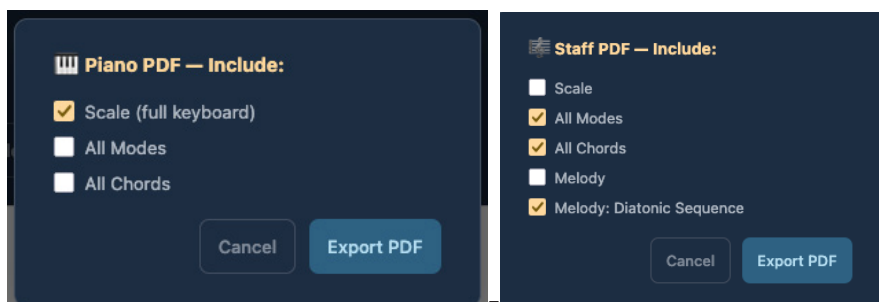 Piano PDF — Include:
Scale (full keyboard)
All Modes
All Chords
Cancel
Export PDF
Staff PDF — Include:
Scale
All Modes
All Chords
Melody
Melody: Diatonic Sequence
Cancel
Export PDF